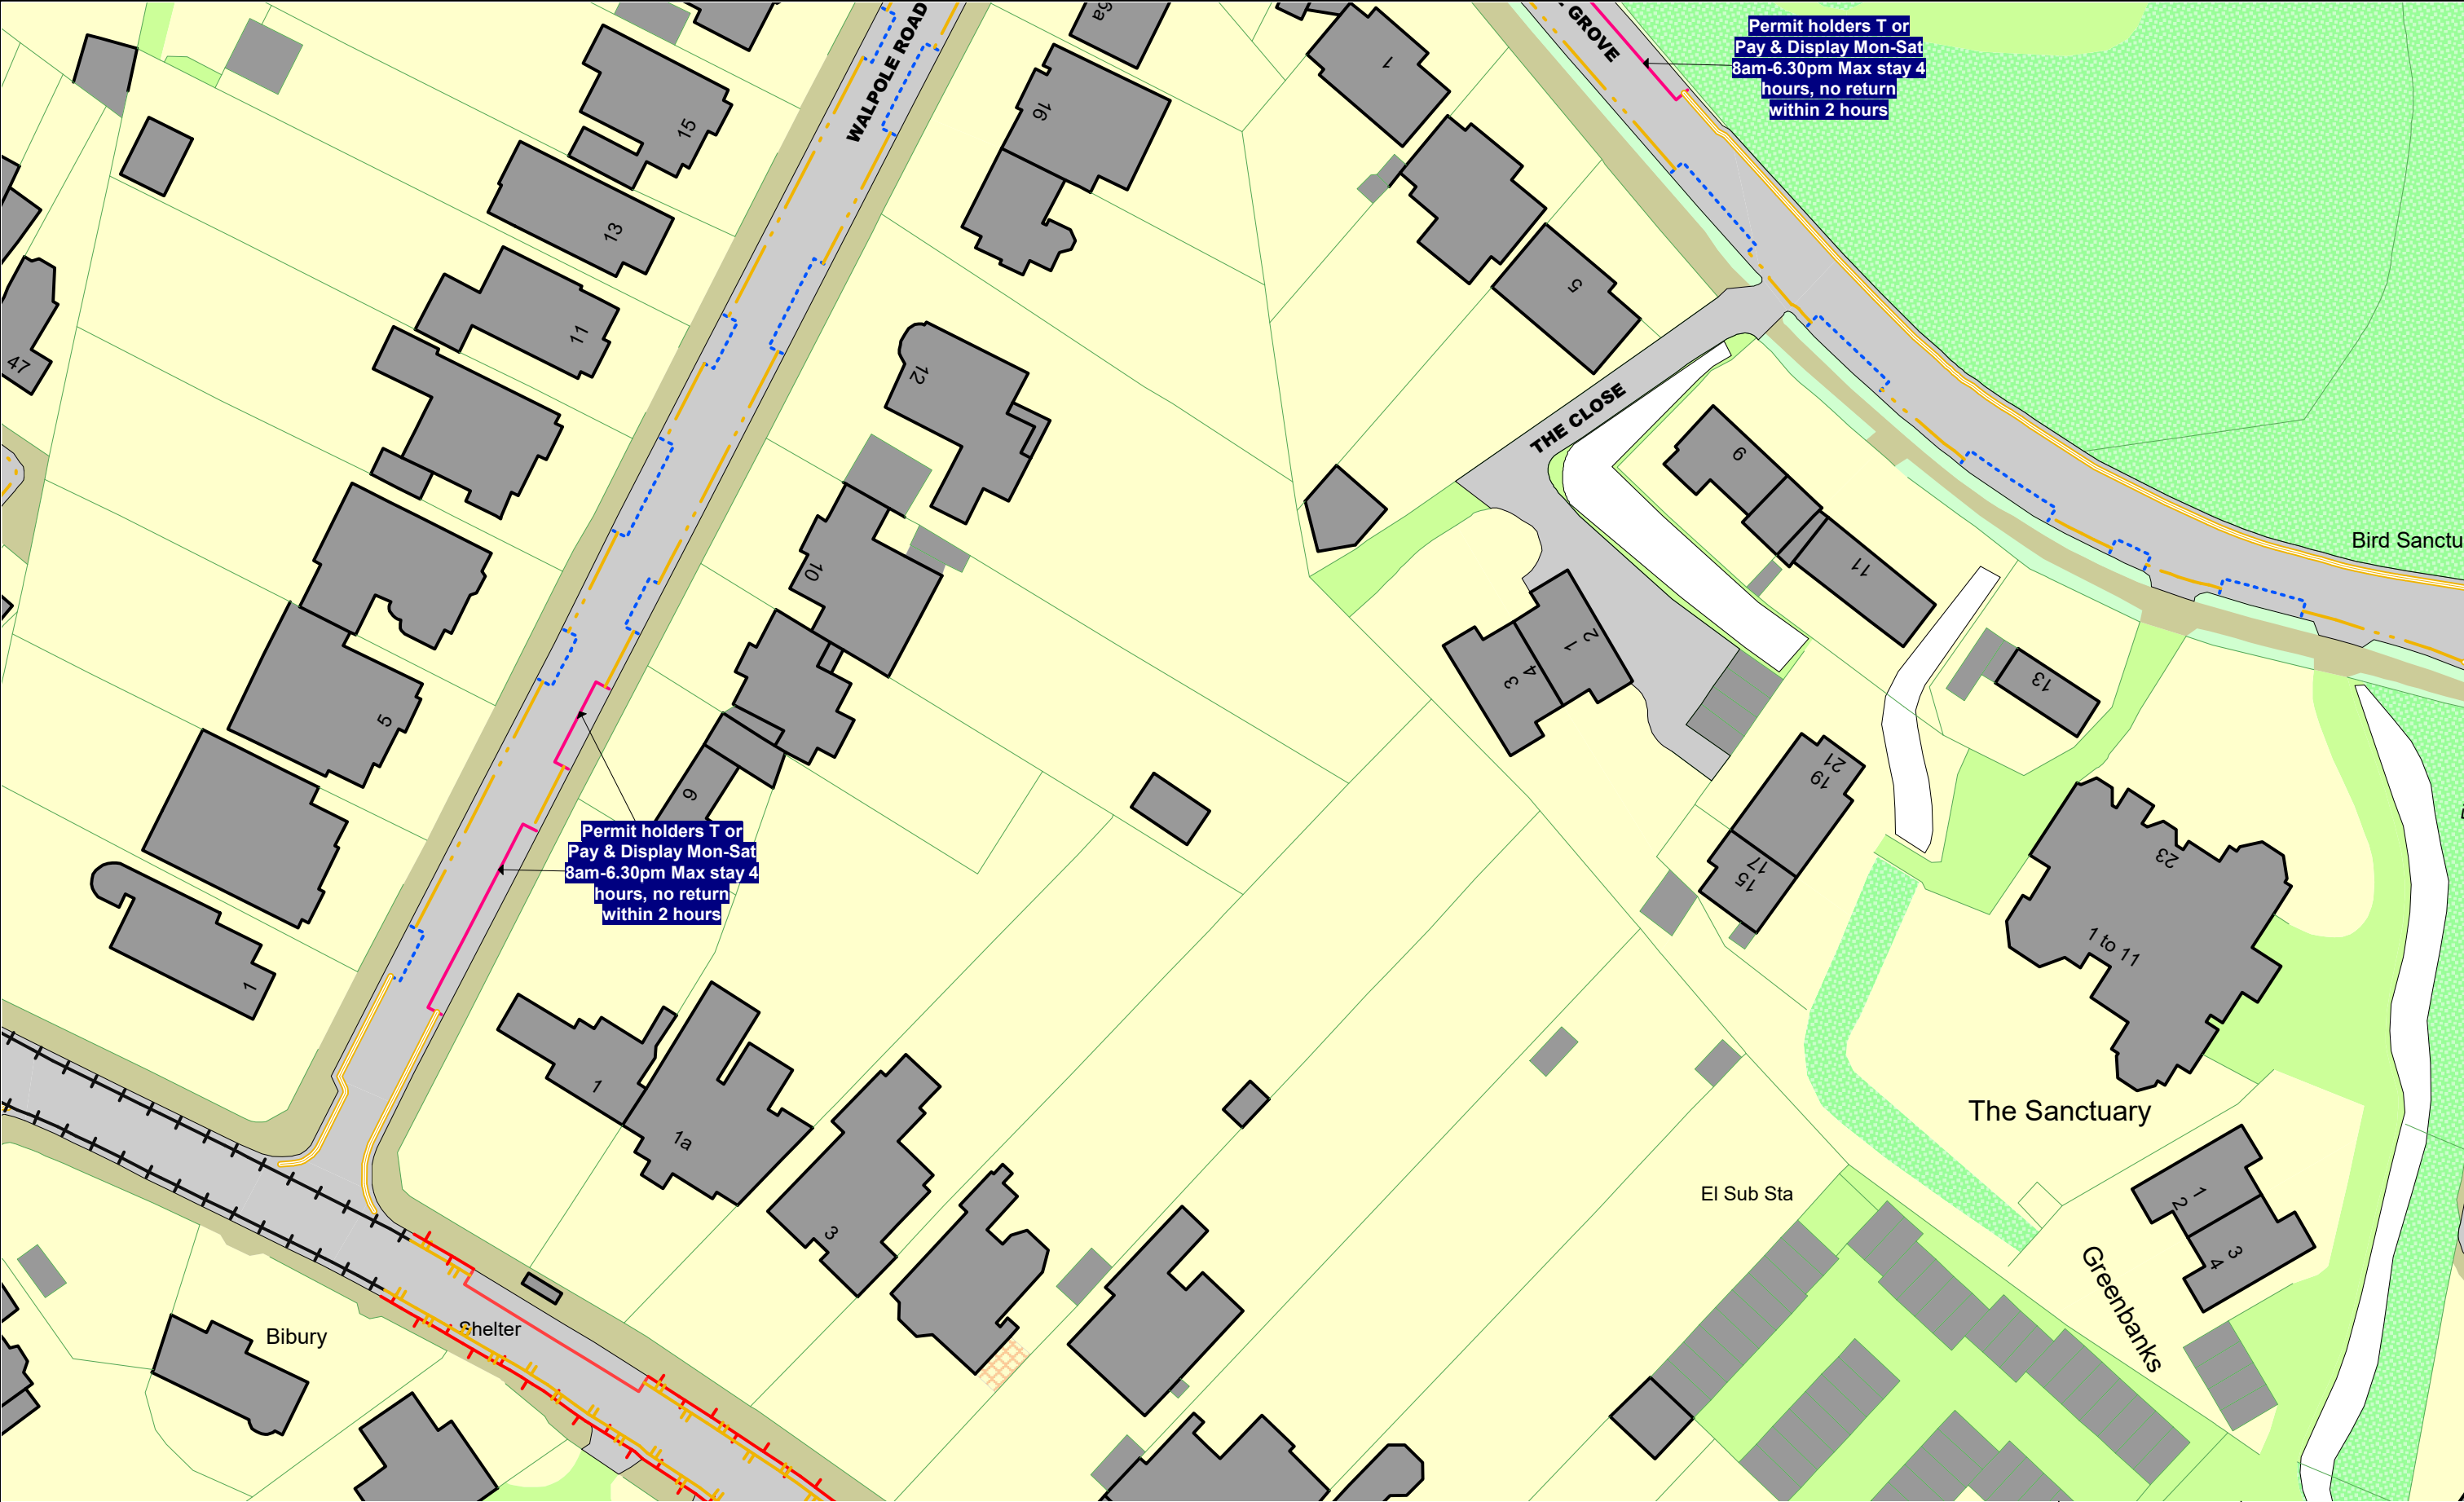 6a
WALPOLE ROAD
GROVE
Permit holders T or
Pay & Display Mon-Sat
8am-6.30pm Max stay 4
hours, no return
within 2 hours
1
15
16
13
11
5
47
12
THE CLOSE
9
11
Bird Sanctu
10
2
1
4
3
13
5
21
19
9
17
15
Permit holders T or
Pay & Display Mon-Sat
8am-6.30pm Max stay 4
hours, no return
within 2 hours
23
1 to 11
1
1
1a
The Sanctuary
3
El Sub Sta
1
2
3
4
Greenbanks
Shelter
Bibury